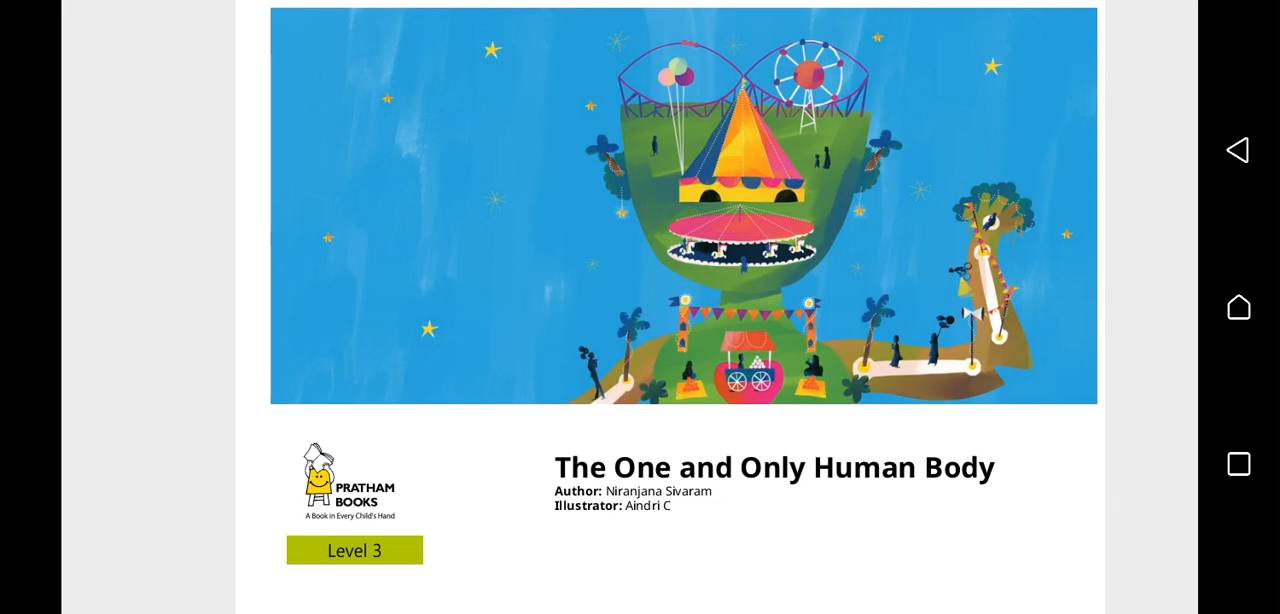 PRATHAM
BOOKS
A Book in Every Child's Hand
Level 3
The One and Only Human Body
Author: Niranjana Sivaram
Illustrator: Aindri C